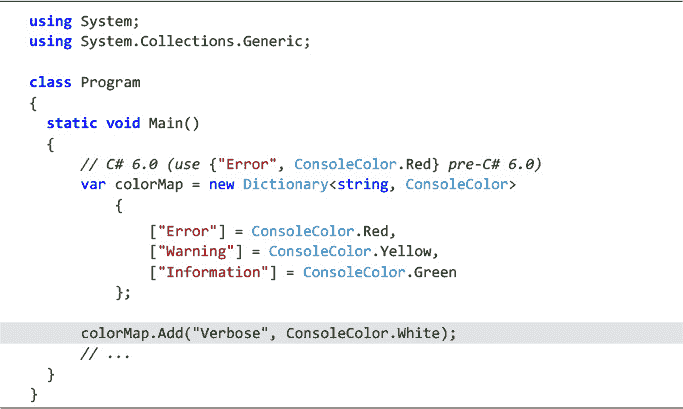 using System;
using System.Collections.Generic;
class Program
{
static void Main()
{
// C# 6.0 (use {"Error", ConsoleColor.Red} pre-C# 6.0)
var colorMap = new Dictionary<string, ConsoleColor>
{
["Error"] = ConsoleColor.Red,
["Warning"] = ConsoleColor.Yellow,
["Information"] = ConsoleColor.Green
};
colorMap.Add("Verbose", ConsoleColor.White);
// ...
}
}